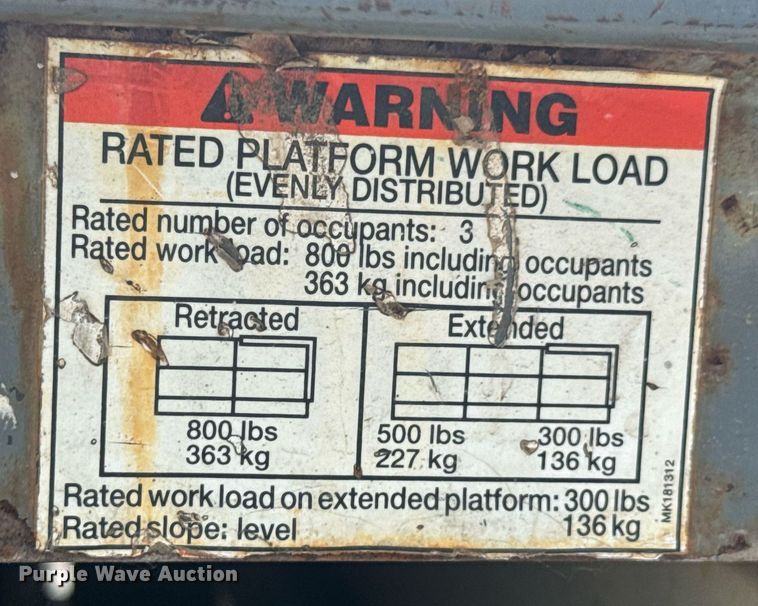 WARNING
RATED PLATFORM WORK LOAD
(EVENLY DISTRIBUTED)
Rated number of occupants: 3
Rated work load: 800 lbs including occupants
363 kg including occupants
Retracted
800 lbs
363 kg
Extended
500 lbs 300 lbs
227 kg 136 kg
Rated work load on extended platform: 300 lbs
136 kg
Rated slope: level
MK181312
Purple Wave Auction